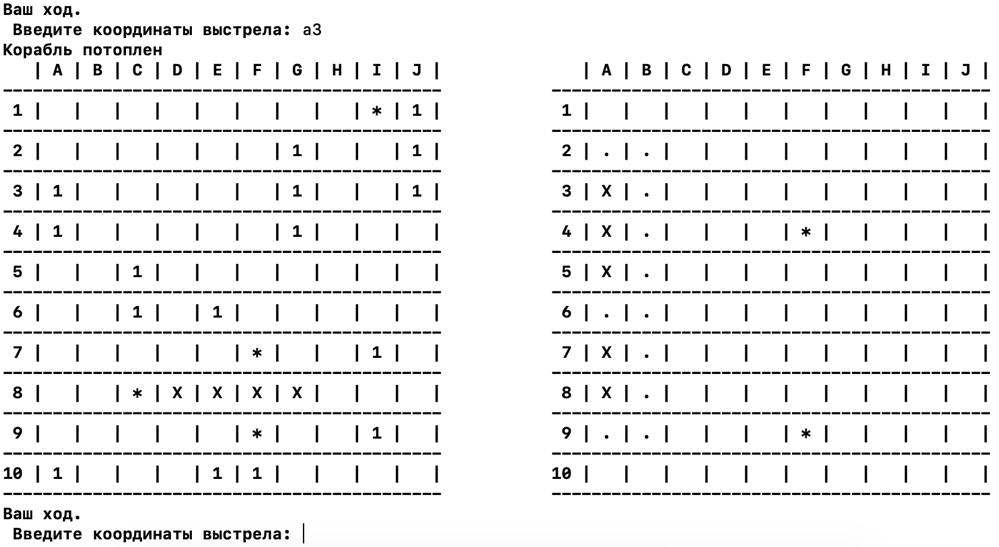 Ваш ход.
 Введите координаты выстрела: a3
Корабль потоплен
   | A | B | C | D | E | F | G | H | I | J |              | A | B | C | D | E | F | G | H | I | J |
--------------------------------------------              --------------------------------------------
 1 |   |   |   |   |   |   |   |   | * | 1 |            1 |   |   |   |   |   |   |   |   |   |   |
--------------------------------------------              --------------------------------------------
 2 |   |   |   |   |   |   | 1 |   |   | 1 |            2 | . | . |   |   |   |   |   |   |   |   |
--------------------------------------------              --------------------------------------------
 3 | 1 |   |   |   |   |   | 1 |   |   | 1 |            3 | X | . |   |   |   |   |   |   |   |   |
--------------------------------------------              --------------------------------------------
 4 | 1 |   |   |   |   |   | 1 |   |   |   |            4 | X | . |   |   |   | * |   |   |   |   |
--------------------------------------------              --------------------------------------------
 5 |   |   | 1 |   |   |   |   |   |   |   |            5 | X | . |   |   |   |   |   |   |   |   |
--------------------------------------------              --------------------------------------------
 6 |   |   | 1 |   | 1 |   |   |   |   |   |            6 | . | . |   |   |   |   |   |   |   |   |
--------------------------------------------              --------------------------------------------
 7 |   |   |   |   |   | * |   |   | 1 |   |            7 | X | . |   |   |   |   |   |   |   |   |
--------------------------------------------              --------------------------------------------
 8 |   |   | * | X | X | X | X |   |   |   |            8 | X | . |   |   |   |   |   |   |   |   |
--------------------------------------------              --------------------------------------------
 9 |   |   |   |   |   | * |   |   | 1 |   |            9 | . | . |   |   |   | * |   |   |   |   |
--------------------------------------------              --------------------------------------------
10 | 1 |   |   |   | 1 | 1 |   |   |   |   |           10 |   |   |   |   |   |   |   |   |   |   |
--------------------------------------------              --------------------------------------------
Ваш ход.
 Введите координаты выстрела: